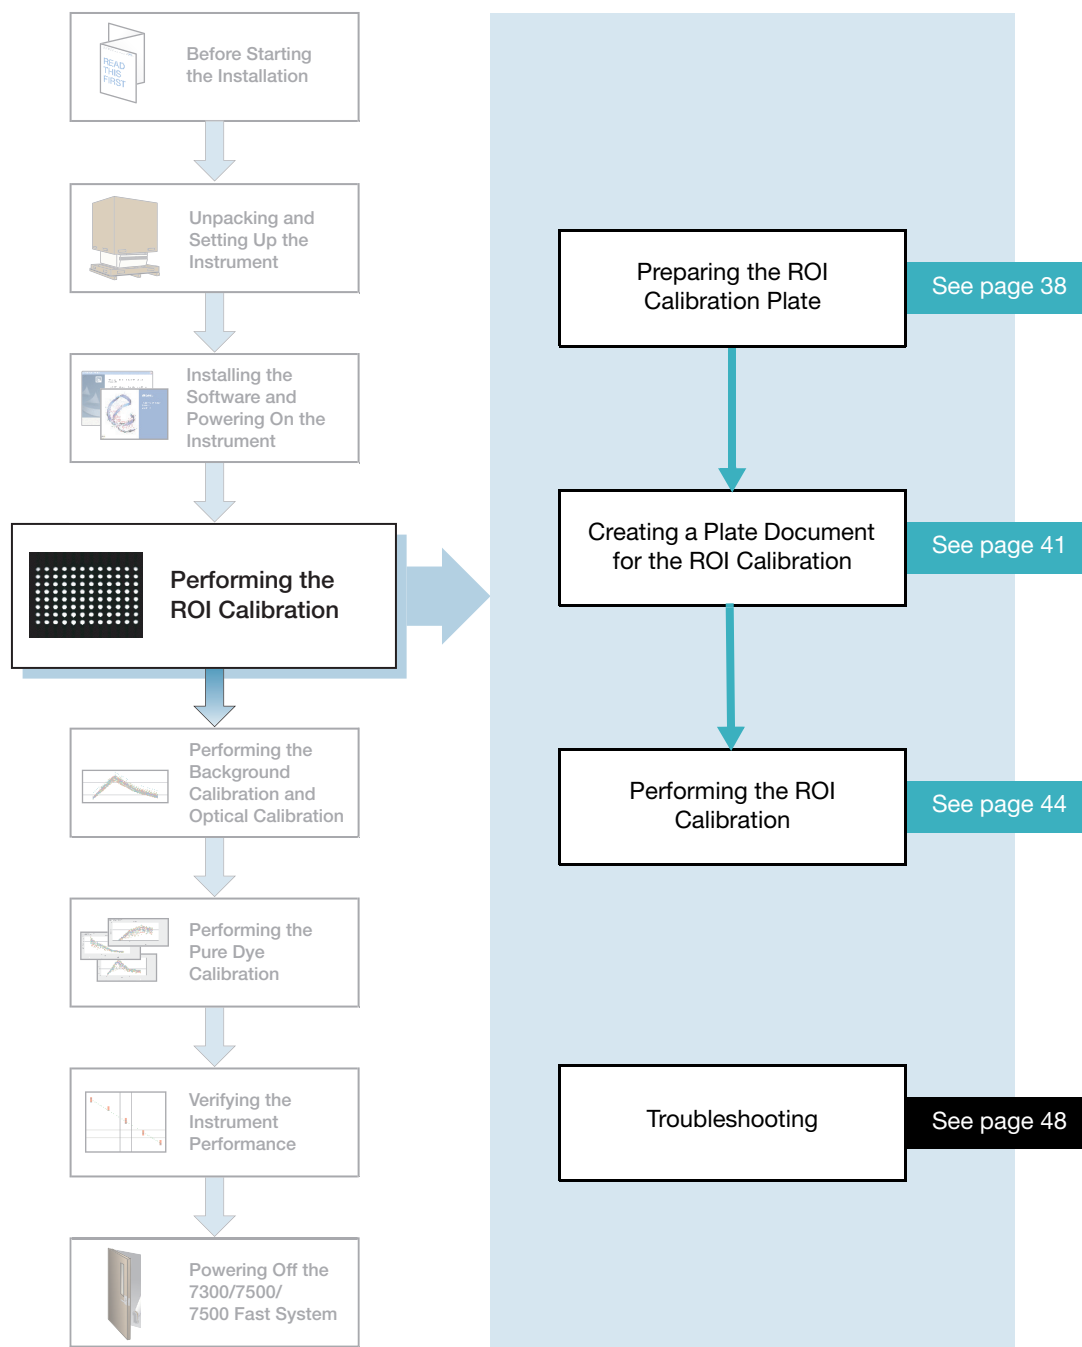 READ
THIS
FIRST
Before Starting
the Installation
Unpacking and
Setting Up the
Instrument
Installing the
Software and
Powering On the
Instrument
Performing the
ROI Calibration
Performing the
Background
Calibration and
Optical Calibration
Performing the
Pure Dye
Calibration
Verifying the
Instrument
Performance
Powering Off the
7300/7500/
7500 Fast System
Preparing the ROI
Calibration Plate
See page 38
Creating a Plate Document
for the ROI Calibration
See page 41
Performing the ROI
Calibration
See page 44
Troubleshooting
See page 48